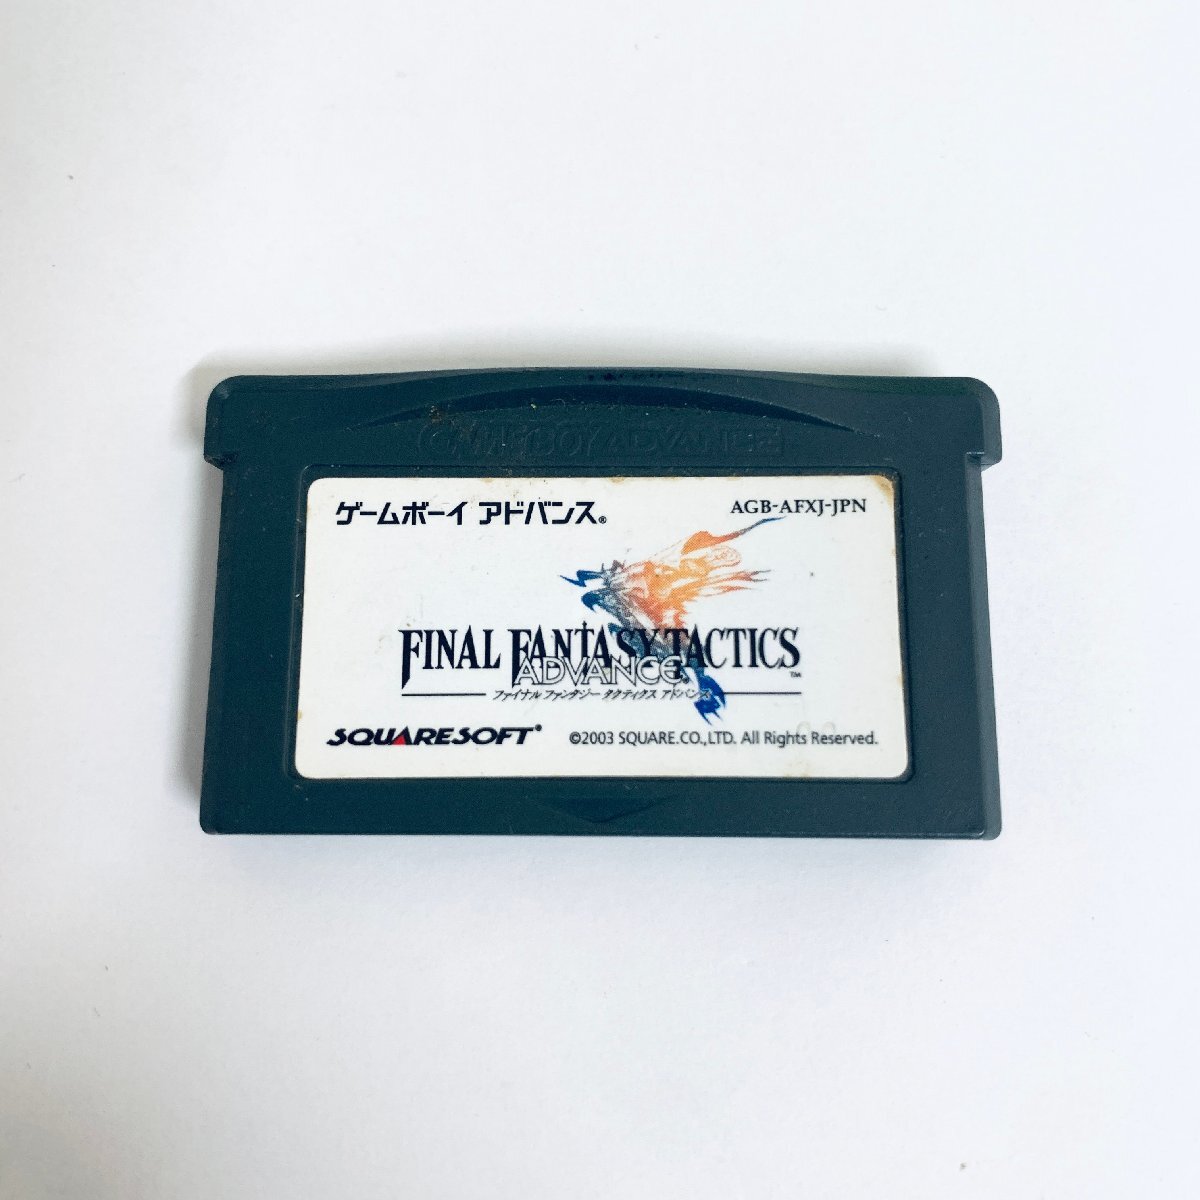 GAME BOY ADVANCE
ゲームボーイ アドバンス®
AGB-AFXJ-JPN
FINAL FANTASY TACTICS™
ADVANCE®
ファイナルファンタジー タクティクス アドバンス
SQUARESOFT®
©2003 SQUARE.CO.,LTD. All Rights Reserved.